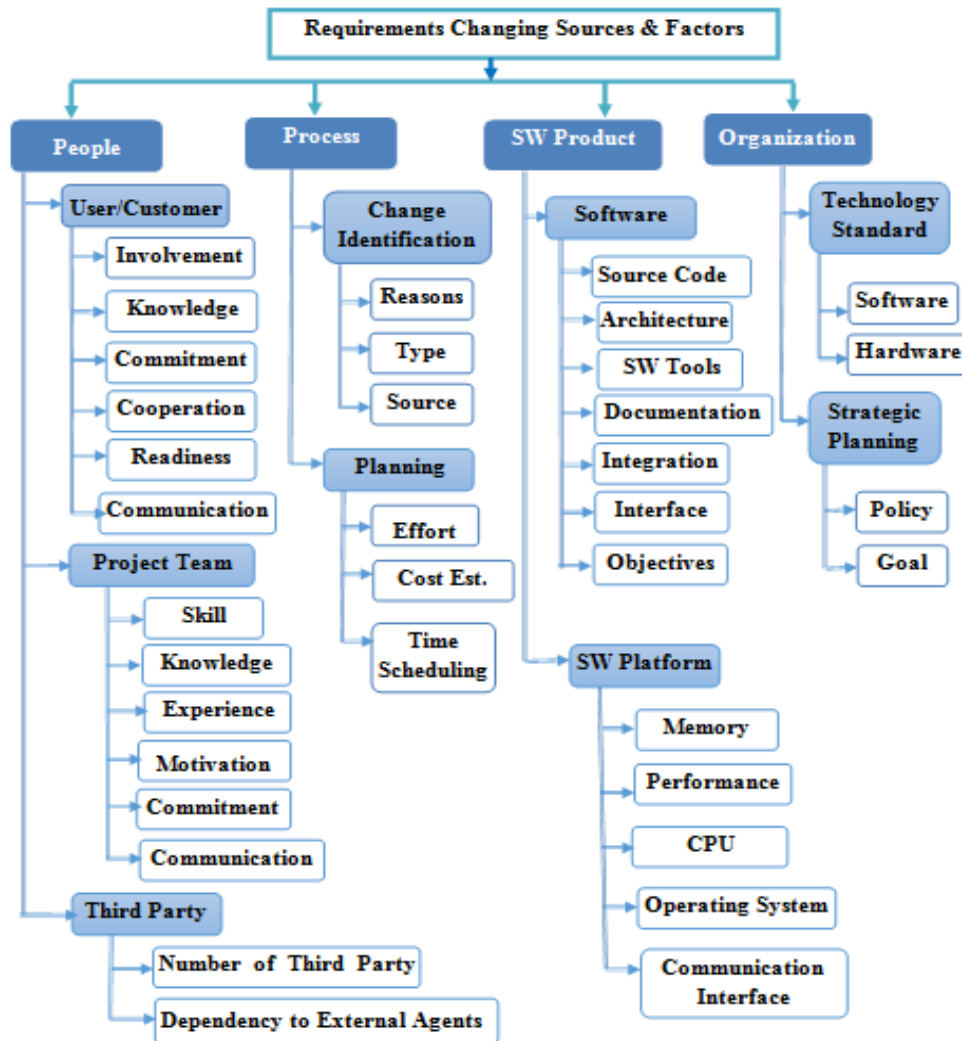 Requirements Changing Sources & Factors
People
User/Customer
Involvement
Knowledge
Commitment
Cooperation
Readiness
Communication
Project Team
Skill
Knowledge
Experience
Motivation
Commitment
Communication
Third Party
Number of Third Party
Dependency to External Agents
Process
Change
Identification
Reasons
Type
Source
Planning
Effort
Cost Est.
Time
Scheduling
SW Product
Software
Source Code
Architecture
SW Tools
Documentation
Integration
Interface
Objectives
SW Platform
Memory
Performance
CPU
Operating System
Communication
Interface
Organization
Technology
Standard
Software
Hardware
Strategic
Planning
Policy
Goal